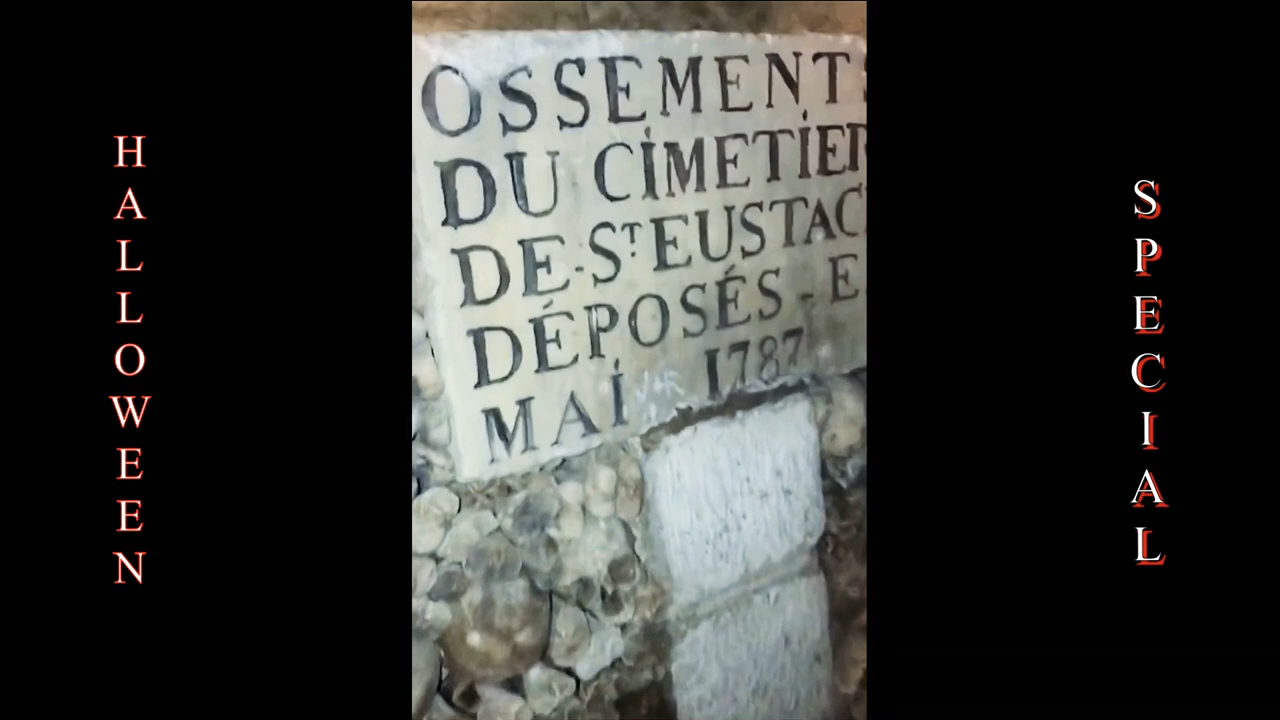 HALLOWEEN
OSSEMENTS
DU CIMETIER
DE·ST EUSTAC
DÉPOSÉS - E
MAI 1787
SPECIAL